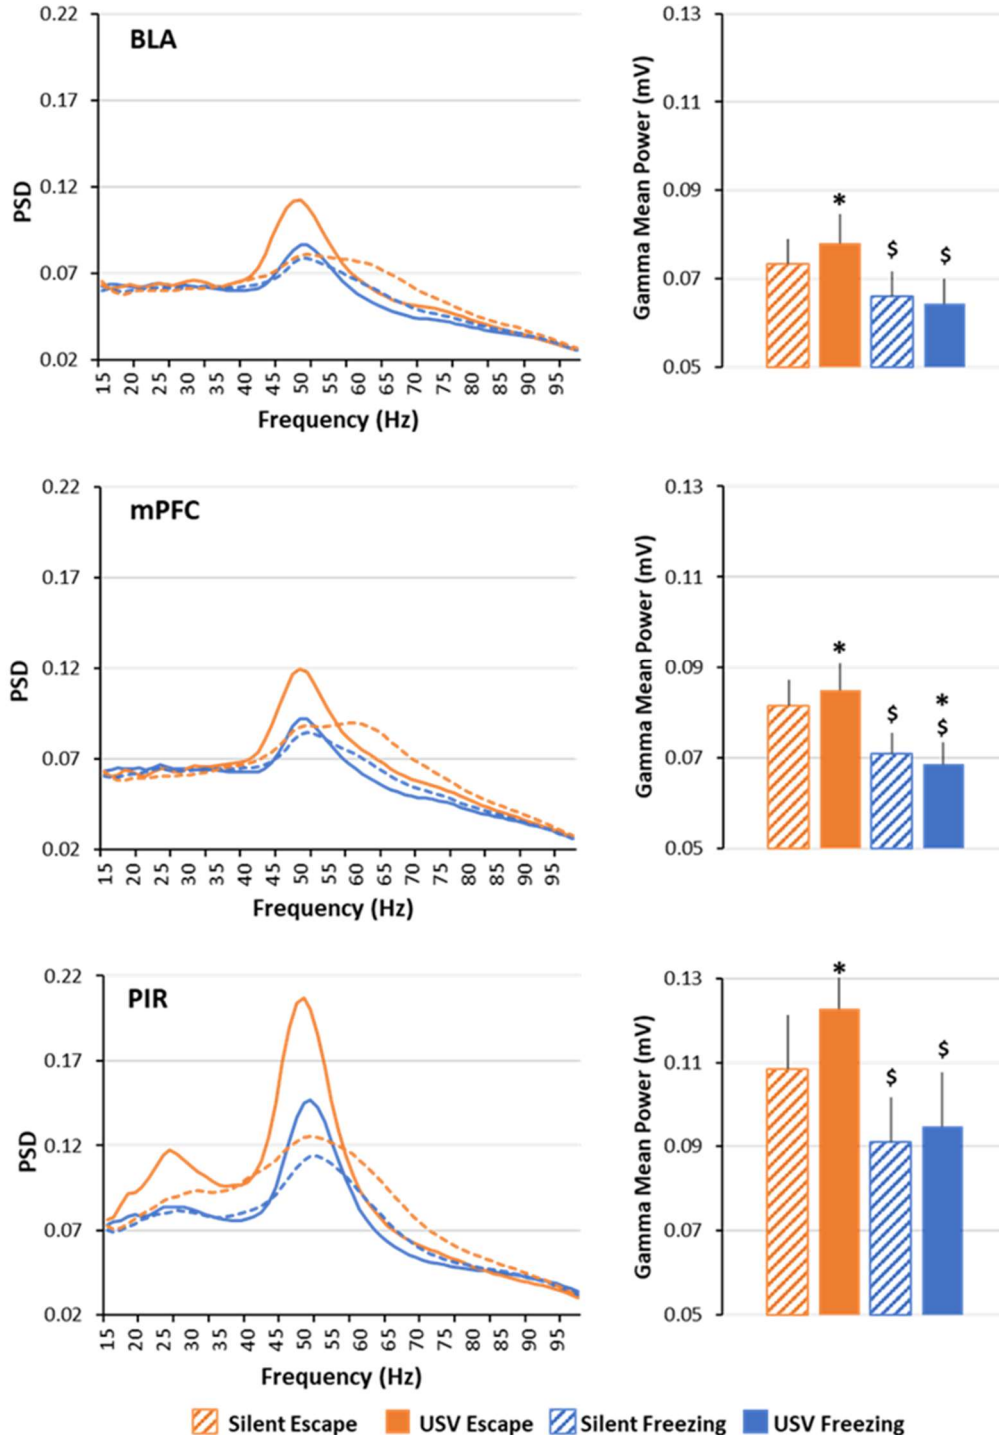 BLA
PSD
0.22
0.17
0.12
0.07
0.02
15 20 25 30 35 40 45 50 55 60 65 70 75 80 85 90 95
Frequency (Hz)
Gamma Mean Power (mV)
0.13
0.11
0.09
0.07
0.05
* $ $
mPFC
PSD
0.22
0.17
0.12
0.07
0.02
15 20 25 30 35 40 45 50 55 60 65 70 75 80 85 90 95
Frequency (Hz)
Gamma Mean Power (mV)
0.13
0.11
0.09
0.07
0.05
* $ *
$
PIR
PSD
0.22
0.17
0.12
0.07
0.02
15 20 25 30 35 40 45 50 55 60 65 70 75 80 85 90 95
Frequency (Hz)
Gamma Mean Power (mV)
0.13
0.11
0.09
0.07
0.05
* $ $
Silent Escape USV Escape Silent Freezing USV Freezing